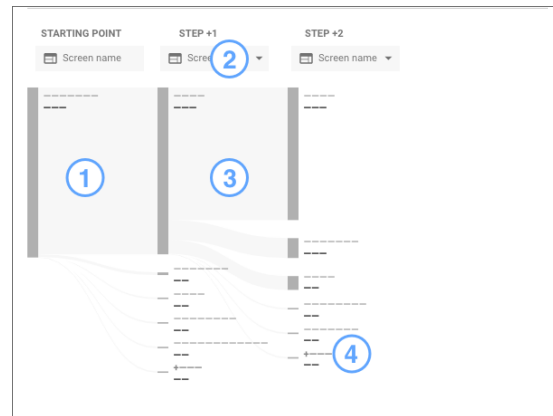 STARTING POINT STEP +1 STEP +2
Screen name Scree 2 Screen name
1 3
4